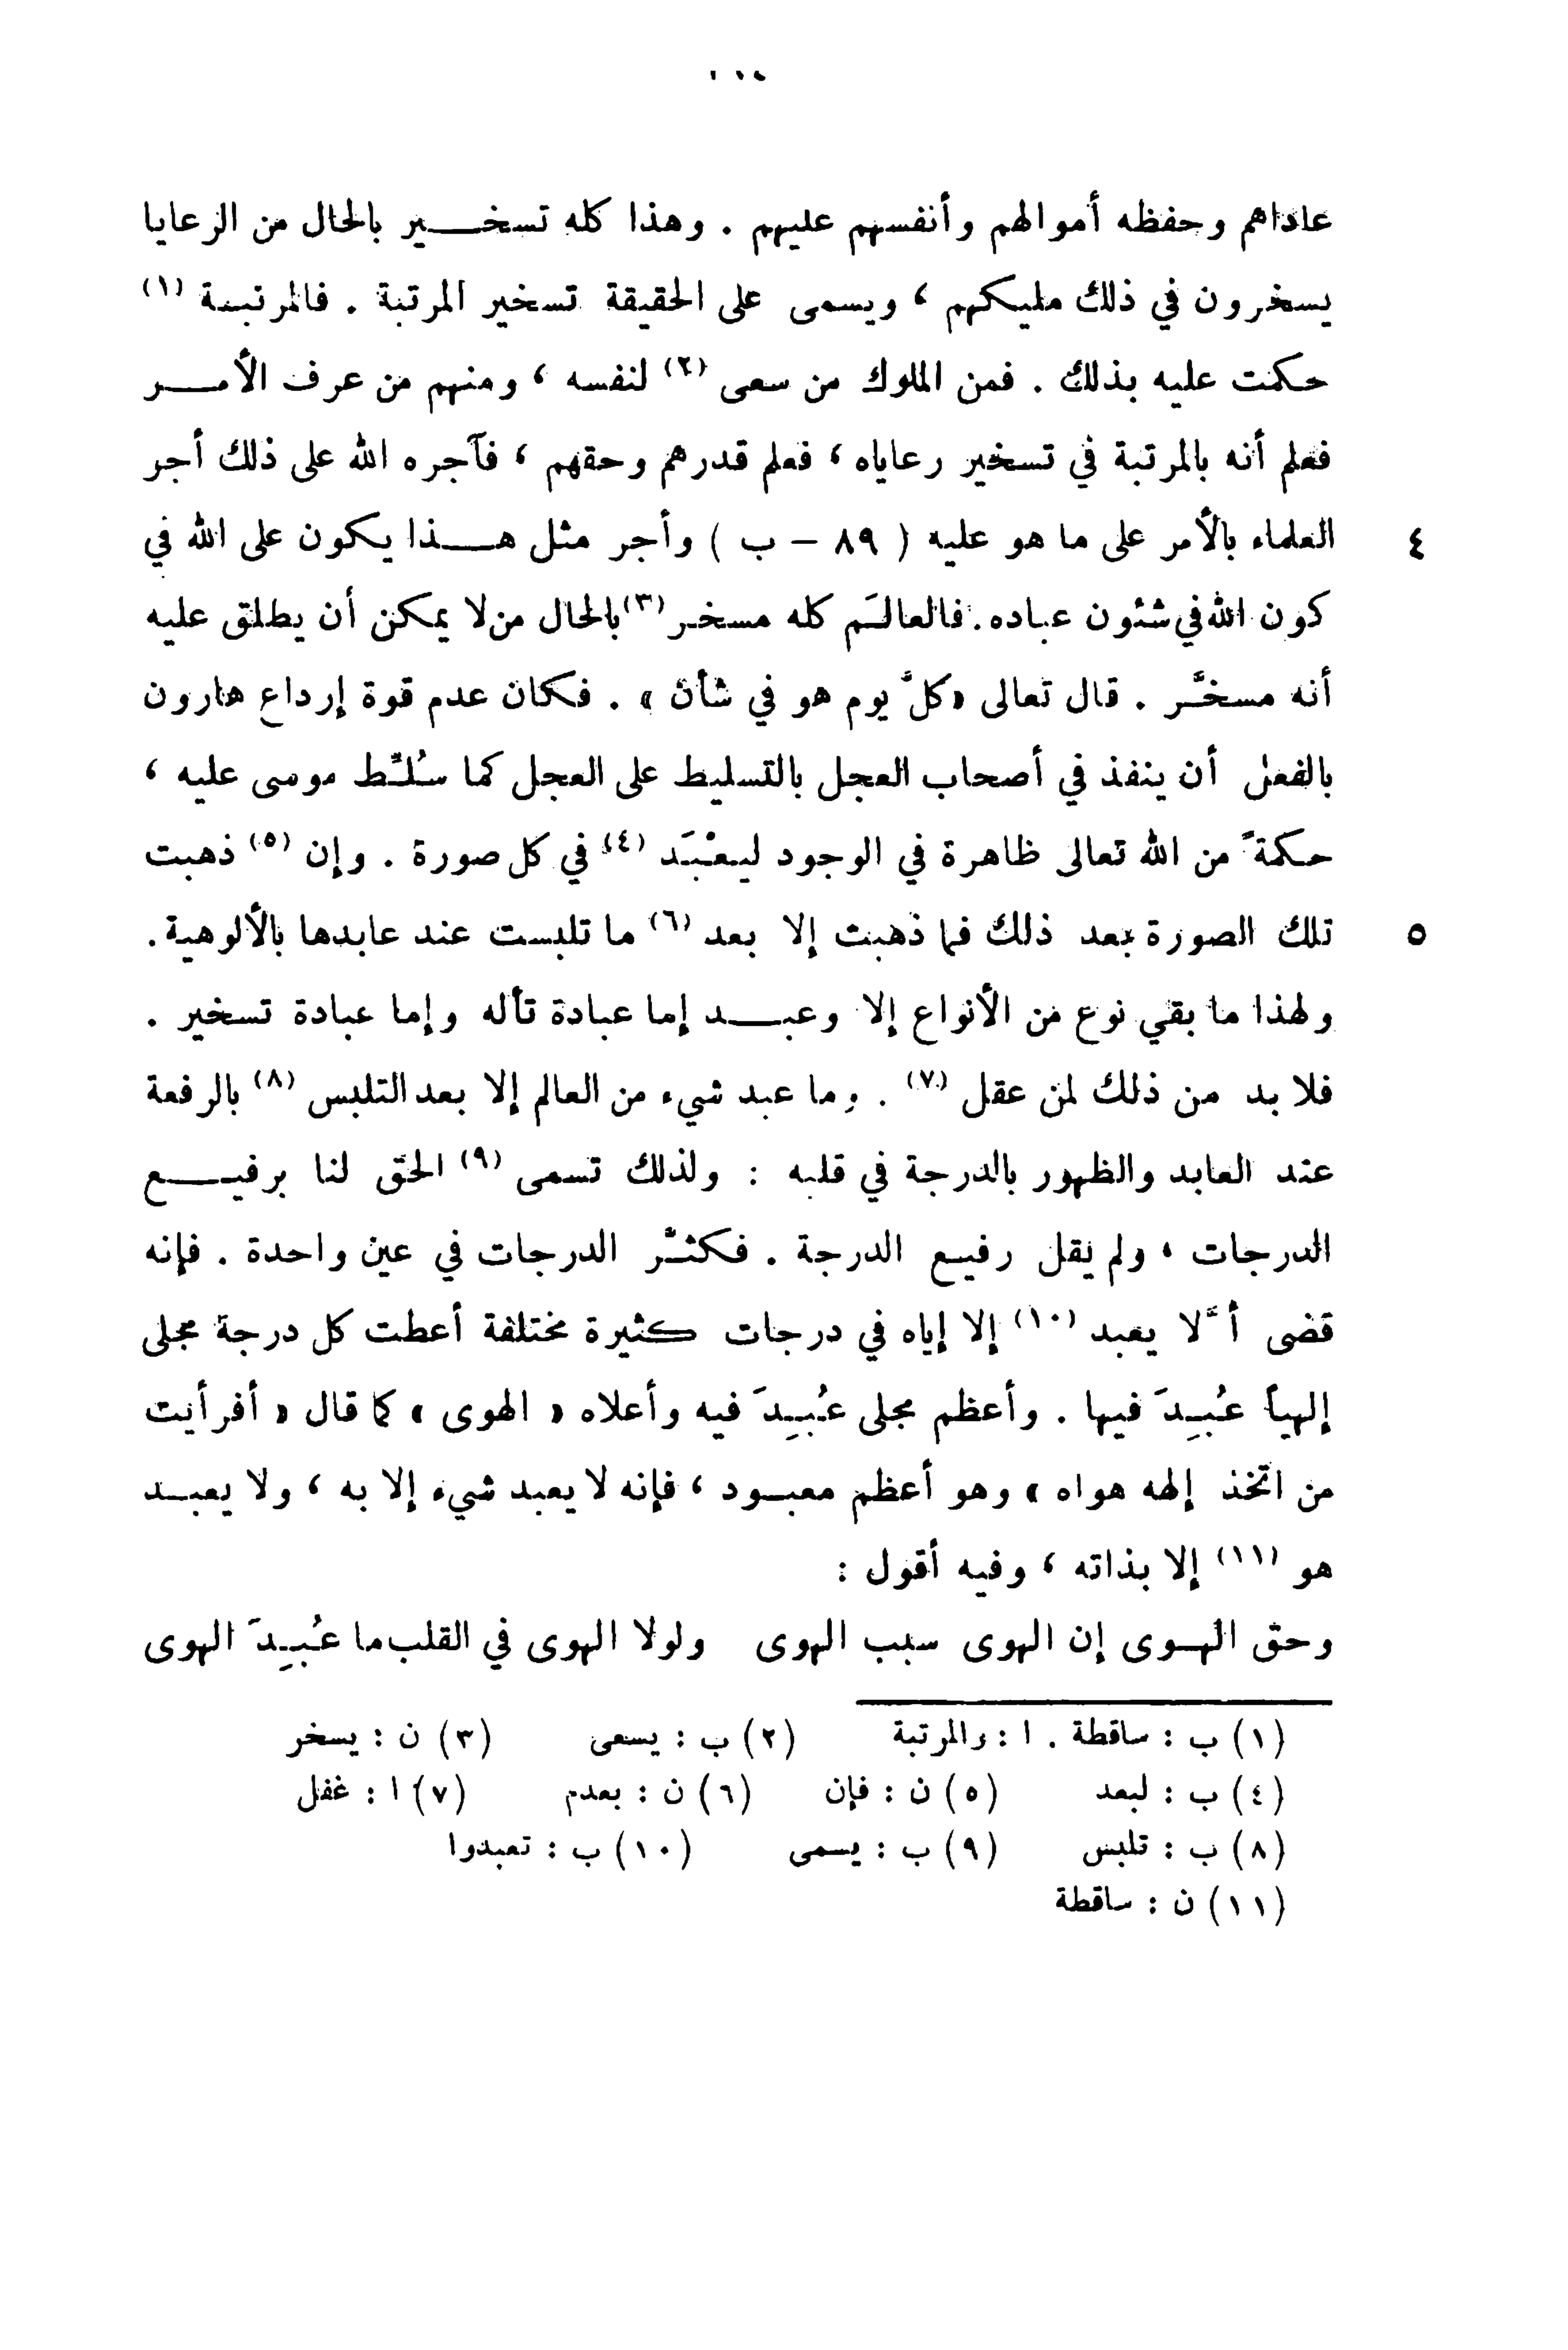 عاداهم وحفظه أموالهم وأنفسهم عليهم . وهذا كله تسخير بالحال من الرعايا
يسخرون في ذلك مليكهم ، ويسمى على الحقيقة تسخير المرتبة . فالمرتبة (١)
حكمت عليه بذلك . فمن الملوك من سعى (٢) لنفسه ، ومنهم من عرف الأمر
فعلم أنه بالمرتبة في تسخير رعاياه ، فعلم قدرهم وحقهم ، فآجره الله على ذلك أجر
٤ العلماء بالأمر على ما هو عليه ( ٨٩ – ب ) وأجر مثل هذا يكون على الله في
كون الله في شئون عباده . فالعالَم كله مسخر (٣) بالحال من لا يمكن أن يطلق عليه
أنه مسخَّر . قال تعالى « كلَّ يوم هو في شأن » . فكان عدم قوة إرداع هارون
بالفعل أن ينفذ في أصحاب العجل بالتسليط على العجل كما سُلِّط موسى عليه ،
حكمةً من الله تعالى ظاهرة في الوجود ليعْبَد (٤) في كل صورة . وإن (٥) ذهبت
٥ تلك الصورة بعد ذلك فما ذهبت إلا بعد (٦) ما تلبست عند عابدها بالألوهية .
ولهذا ما بقي نوع من الأنواع إلا وعبد إما عبادة تأله وإما عبادة تسخير .
فلا بد من ذلك لمن عقل (٧) . وما عبد شيء من العالم إلا بعد التلبس (٨) بالرفعة
عند العابد والظهور بالدرجة في قلبه : ولذلك تسمى (٩) الحق لنا برفيع
الدرجات ، ولم يقل رفيع الدرجة . فكثَّر الدرجات في عين واحدة . فإنه
قضى ألَّا يعبد (١٠) إلا إياه في درجات كثيرة مختلفة أعطت كل درجة مجلى
إلهياً عُبِدَ فيها . وأعظم مجلى عُبِدَ فيه وأعلاه « الهوى » كما قال « أفرأيت
من اتخذ إلهه هواه » وهو أعظم معبود ، فإنه لا يعبد شيء إلا به ، ولا يعبد
هو (١١) إلا بذاته ، وفيه أقول :
وحق الهوى إن الهوى سبب الهوى ولولا الهوى في القلب ما عُبِدَ الهوى
(١) ب : ساقطة . ا : والمرتبة (٢) ب : يسعى (٣) ن : يسخر
(٤) ب : لبعد (٥) ن : فإن (٦) ن : بعدم (٧) ا : غفل
(٨) ب : تلبس (٩) ب : يسمى (١٠) ب : تعبدوا
(١١) ن : ساقطة